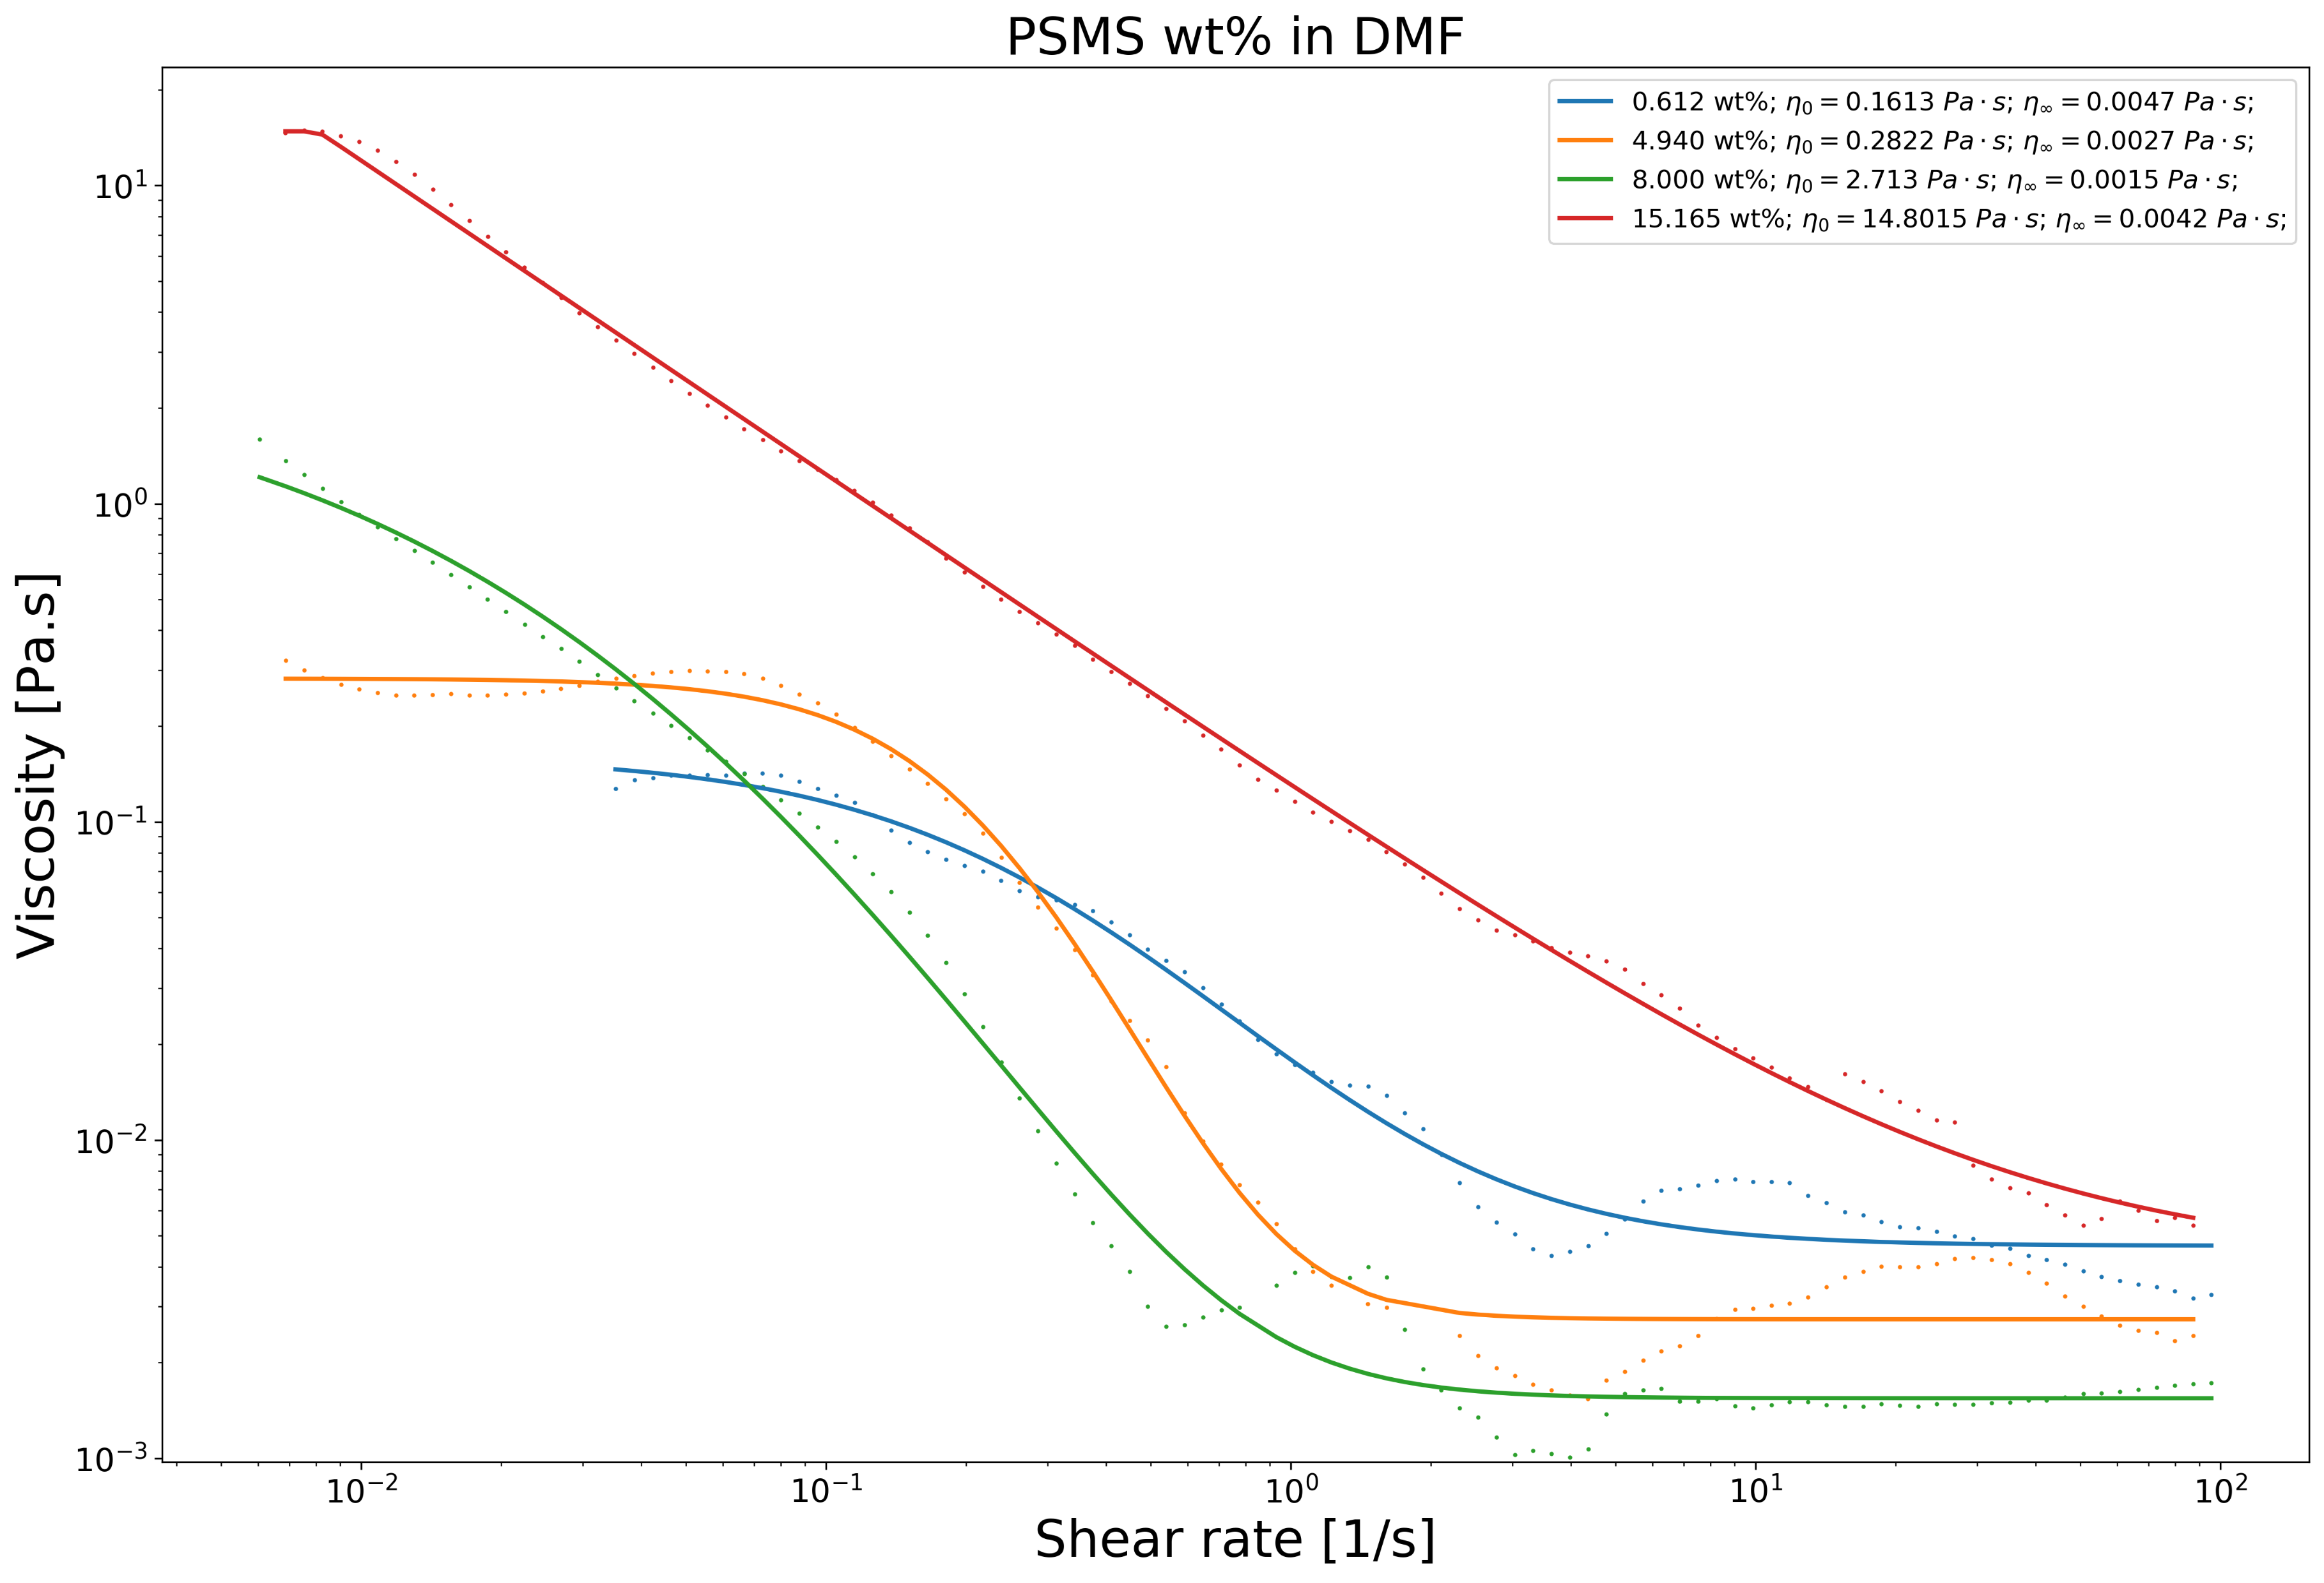 PSMS wt% in DMF
0.612 wt%; η₀ = 0.1613 Pa · s; η∞ = 0.0047 Pa · s;
4.940 wt%; η₀ = 0.2822 Pa · s; η∞ = 0.0027 Pa · s;
8.000 wt%; η₀ = 2.713 Pa · s; η∞ = 0.0015 Pa · s;
15.165 wt%; η₀ = 14.8015 Pa · s; η∞ = 0.0042 Pa · s;
Viscosity [Pa.s]
10¹
10⁰
10⁻¹
10⁻²
10⁻³
10⁻² 10⁻¹ 10⁰ 10¹ 10²
Shear rate [1/s]